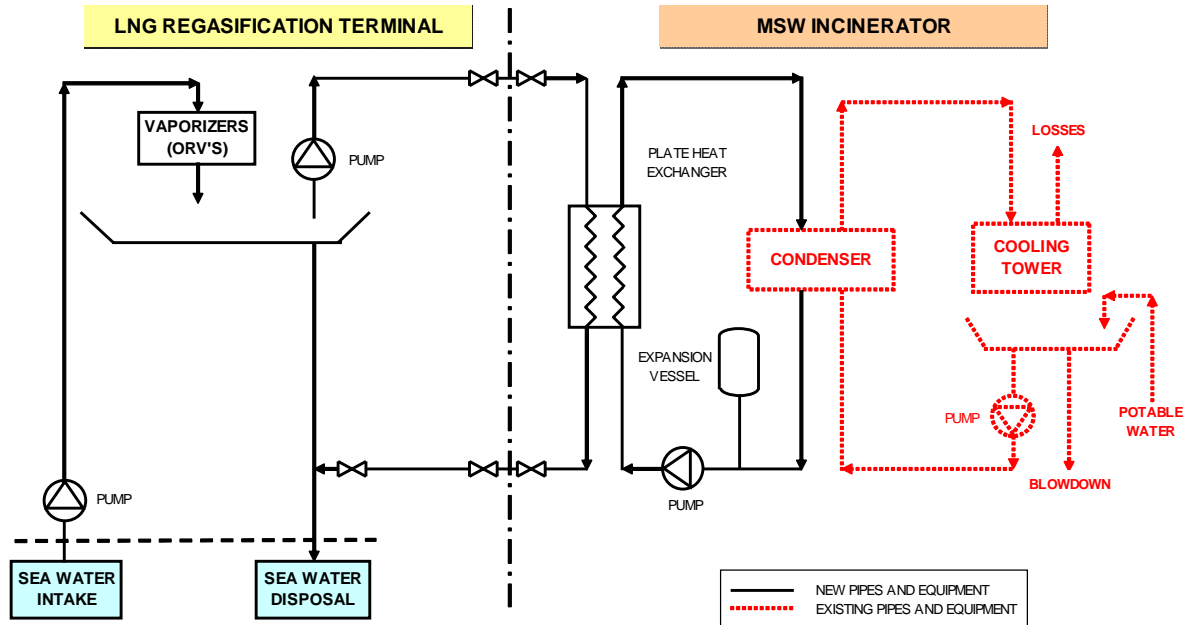 LNG REGASIFICATION TERMINAL
MSW INCINERATOR
VAPORIZERS
(ORV'S)
PUMP
PLATE HEAT
EXCHANGER
LOSSES
CONDENSER
COOLING
TOWER
EXPANSION
VESSEL
PUMP
POTABLE
WATER
PUMP
PUMP
BLOWDOWN
SEA WATER
INTAKE
SEA WATER
DISPOSAL
NEW PIPES AND EQUIPMENT
EXISTING PIPES AND EQUIPMENT